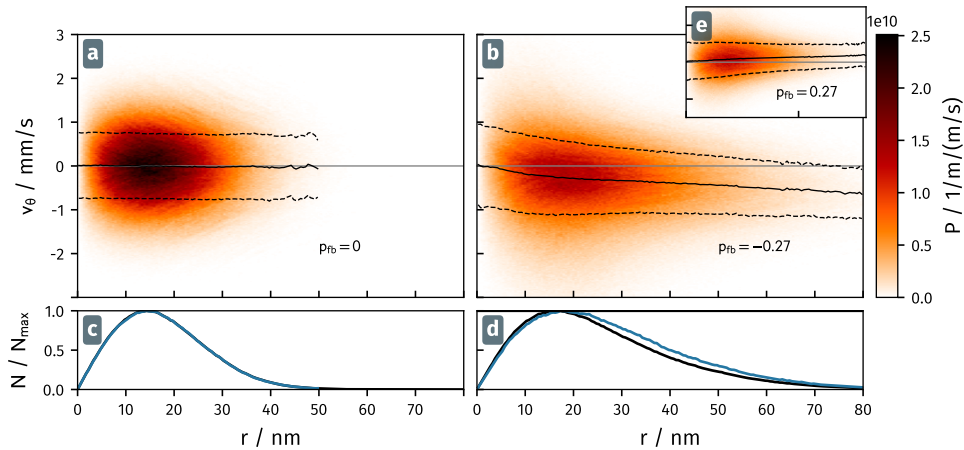 a
b
e
1e10
3
2
1
0
-1
-2
v_θ / mm/s
p_fb = 0
p_fb = −0.27
p_fb = 0.27
2.5
2.0
1.5
1.0
0.5
0.0
P / 1/m/(m/s)
c
d
1.0
0.5
0.0
N / N_max
0 10 20 30 40 50 60 70
0 10 20 30 40 50 60 70 80
r / nm
r / nm